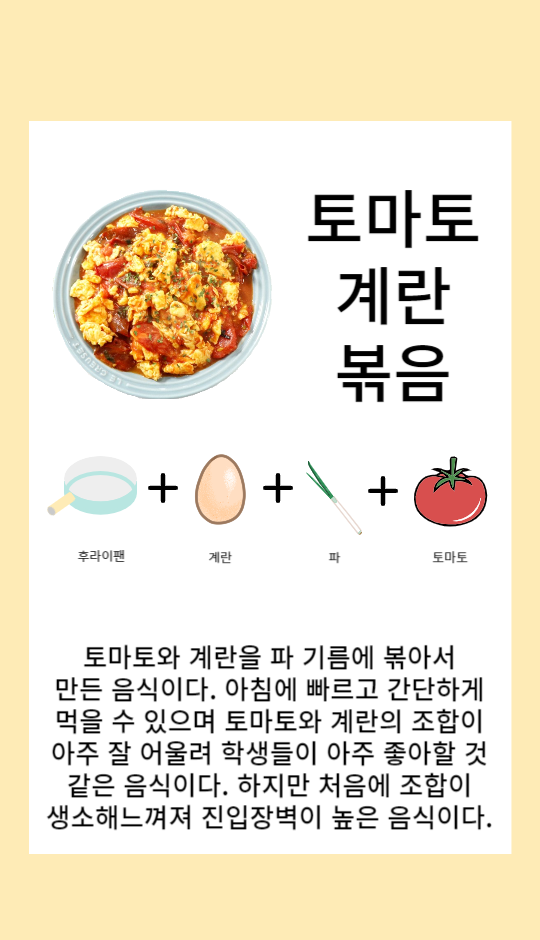 토마토
계란
볶음
후라이팬
계란
파
토마토
토마토와 계란을 파 기름에 볶아서
만든 음식이다. 아침에 빠르고 간단하게
먹을 수 있으며 토마토와 계란의 조합이
아주 잘 어울려 학생들이 아주 좋아할 것
같은 음식이다. 하지만 처음에 조합이
생소해느껴져 진입장벽이 높은 음식이다.